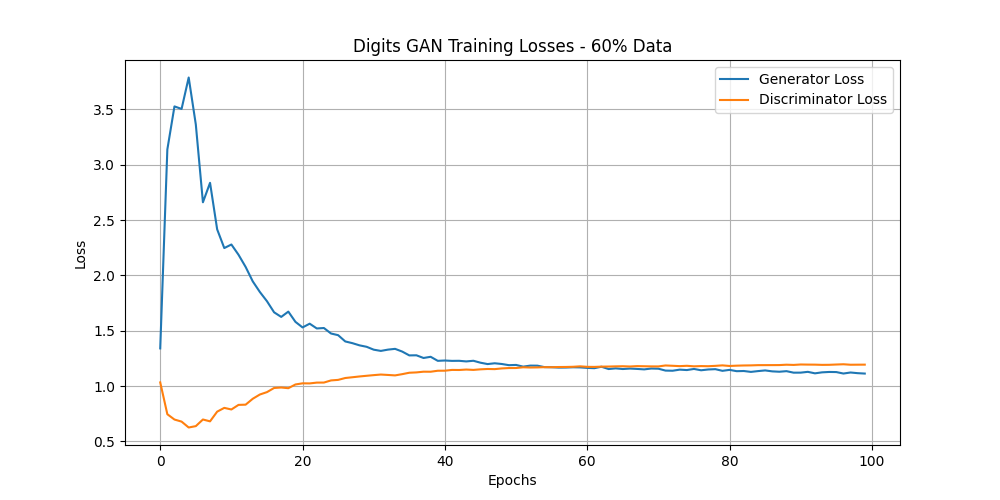 Digits GAN Training Losses - 60% Data
Generator Loss
Discriminator Loss
Loss
3.5
3.0
2.5
2.0
1.5
1.0
0.5
0
20
40
60
80
100
Epochs